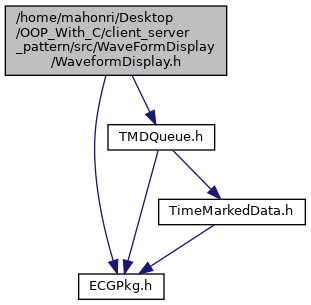 /home/mahonri/Desktop
/OOP_With_C/client_server
_pattern/src/WaveFormDisplay
/WaveformDisplay.h
TMDQueue.h
TimeMarkedData.h
ECGPkg.h